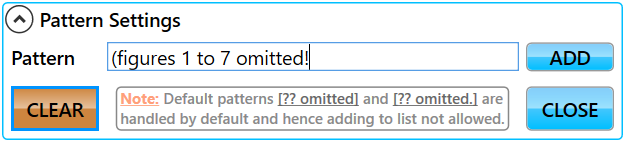 Pattern Settings
Pattern (figures 1 to 7 omitted! ADD
CLEAR Note: Default patterns [?? omitted] and [?? omitted.] are
handled by default and hence adding to list not allowed. CLOSE